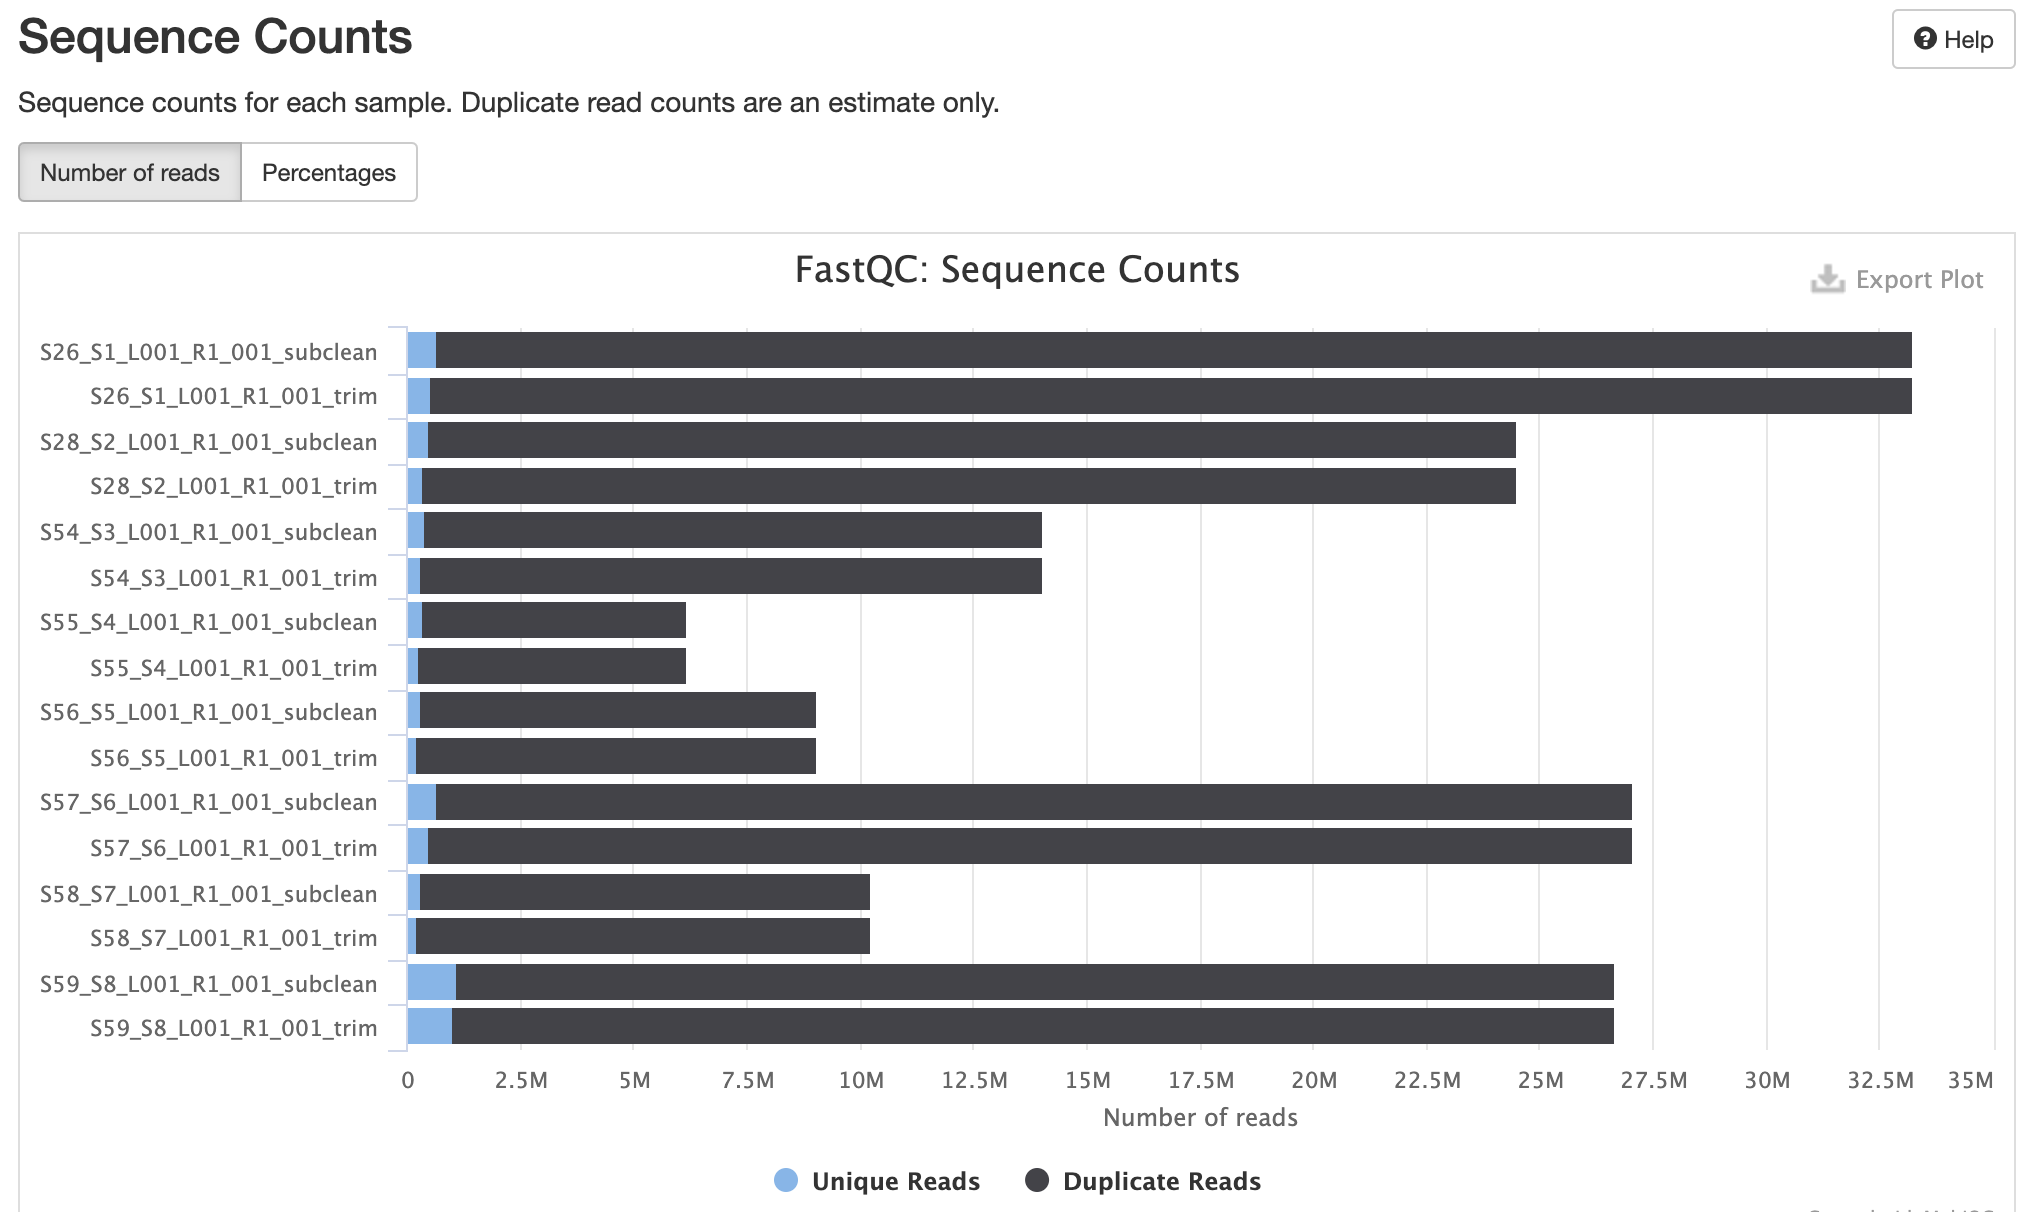 Sequence Counts
Help
Sequence counts for each sample. Duplicate read counts are an estimate only.
Number of reads
Percentages
FastQC: Sequence Counts
Export Plot
S26_S1_L001_R1_001_subclean
S26_S1_L001_R1_001_trim
S28_S2_L001_R1_001_subclean
S28_S2_L001_R1_001_trim
S54_S3_L001_R1_001_subclean
S54_S3_L001_R1_001_trim
S55_S4_L001_R1_001_subclean
S55_S4_L001_R1_001_trim
S56_S5_L001_R1_001_subclean
S56_S5_L001_R1_001_trim
S57_S6_L001_R1_001_subclean
S57_S6_L001_R1_001_trim
S58_S7_L001_R1_001_subclean
S58_S7_L001_R1_001_trim
S59_S8_L001_R1_001_subclean
S59_S8_L001_R1_001_trim
0 2.5M 5M 7.5M 10M 12.5M 15M 17.5M 20M 22.5M 25M 27.5M 30M 32.5M 35M
Number of reads
Unique Reads Duplicate Reads